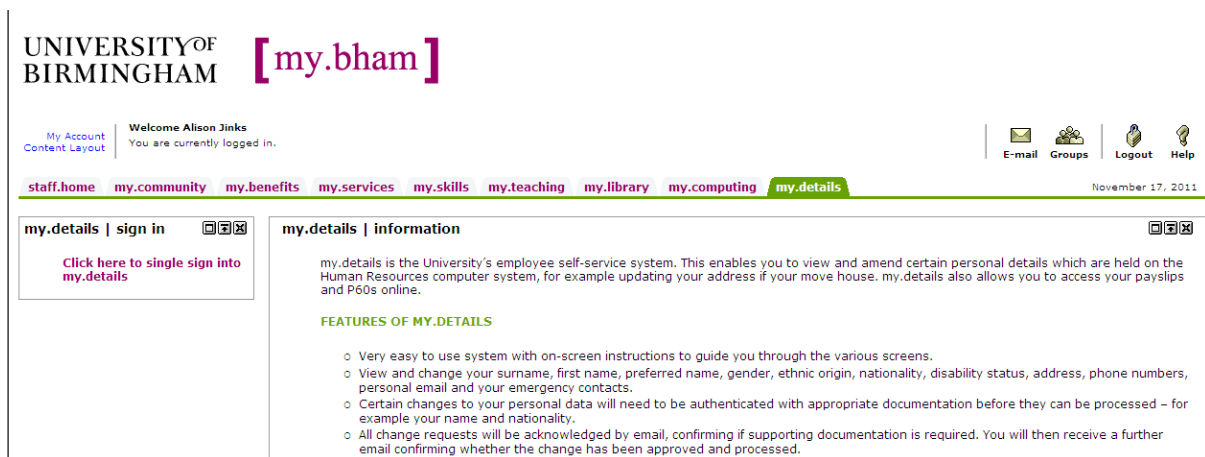 UNIVERSITY OF
BIRMINGHAM
[my.bham]
My Account
Content Layout
Welcome Alison Jinks
You are currently logged in.
E-mail Groups Logout Help
staff.home my.community my.benefits my.services my.skills my.teaching my.library my.computing my.details
November 17, 2011
my.details | sign in
Click here to single sign into
my.details
my.details | information
my.details is the University's employee self-service system. This enables you to view and amend certain personal details which are held on the
Human Resources computer system, for example updating your address if your move house. my.details also allows you to access your payslips
and P60s online.
FEATURES OF MY.DETAILS
Very easy to use system with on-screen instructions to guide you through the various screens.
View and change your surname, first name, preferred name, gender, ethnic origin, nationality, disability status, address, phone numbers,
personal email and your emergency contacts.
Certain changes to your personal data will need to be authenticated with appropriate documentation before they can be processed – for
example your name and nationality.
All change requests will be acknowledged by email, confirming if supporting documentation is required. You will then receive a further
email confirming whether the change has been approved and processed.